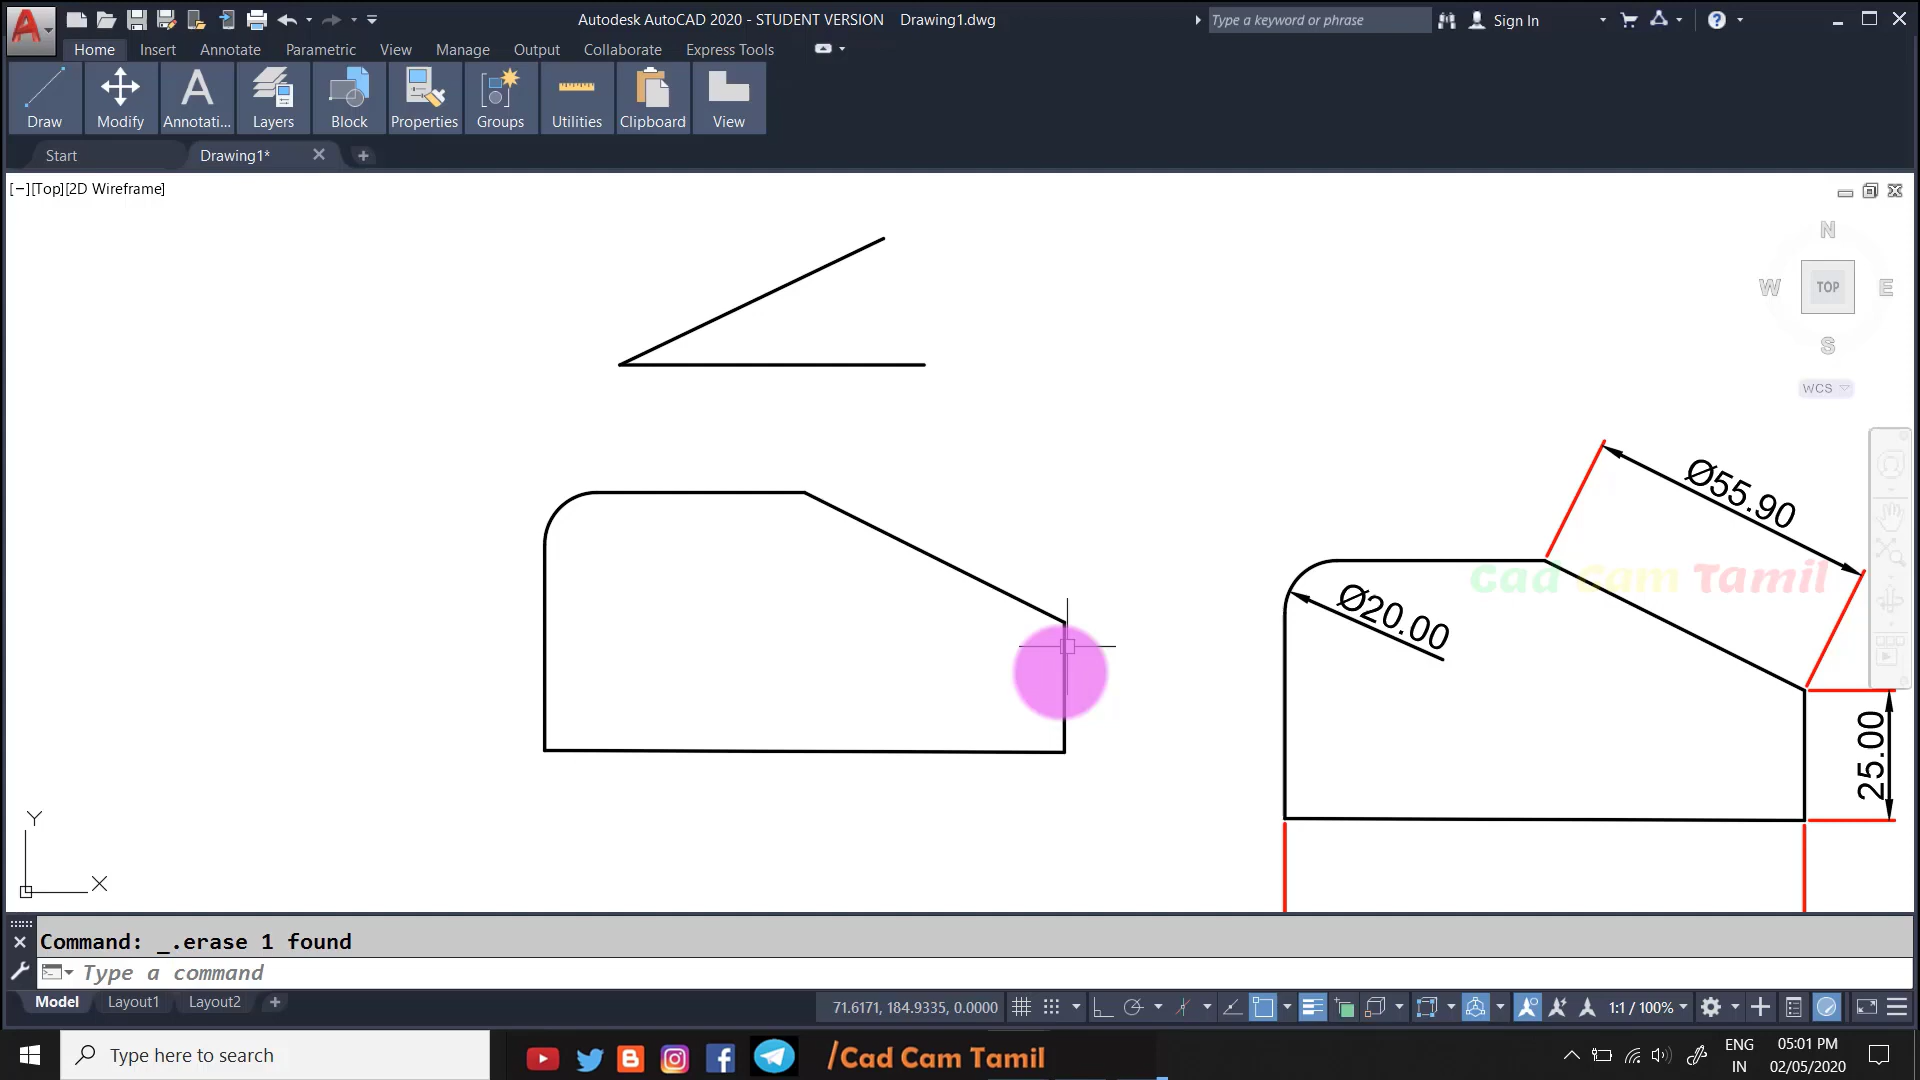 Autodesk AutoCAD 2020 - STUDENT VERSION Drawing1.dwg
Type a keyword or phrase
Sign In
Home Insert Annotate Parametric View Manage Output Collaborate Express Tools
Draw Modify Annotati... Layers Block Properties Groups Utilities Clipboard View
Start Drawing1*
[−][Top][2D Wireframe]
N
W TOP E
S
WCS
Ø55.90
Cad Cam Tamil
Ø20.00
25.00
Y
X
Command: _.erase 1 found
Type a command
Model Layout1 Layout2
71.6171, 184.9335, 0.0000
1:1 / 100%
Type here to search
/Cad Cam Tamil
ENG
IN
05:01 PM
02/05/2020